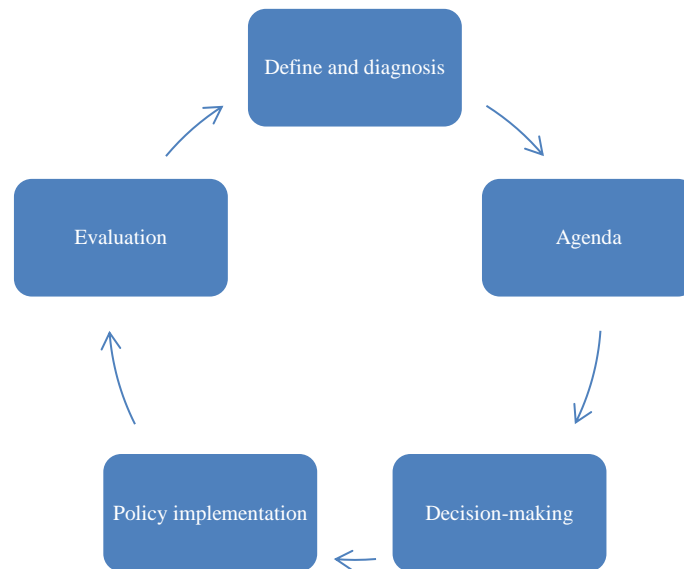 Define and diagnosis
Agenda
Decision-making
Policy implementation
Evaluation